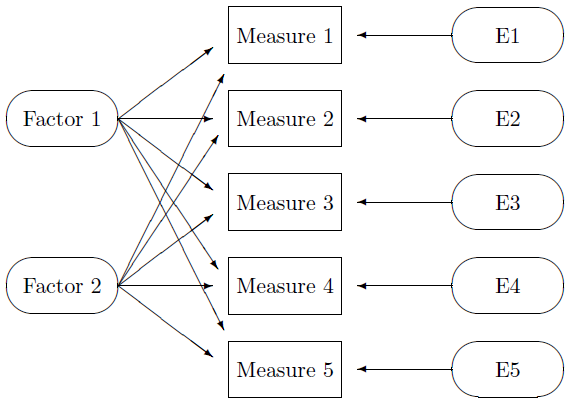 Measure 1
E1
Factor 1
Measure 2
E2
Measure 3
E3
Factor 2
Measure 4
E4
Measure 5
E5